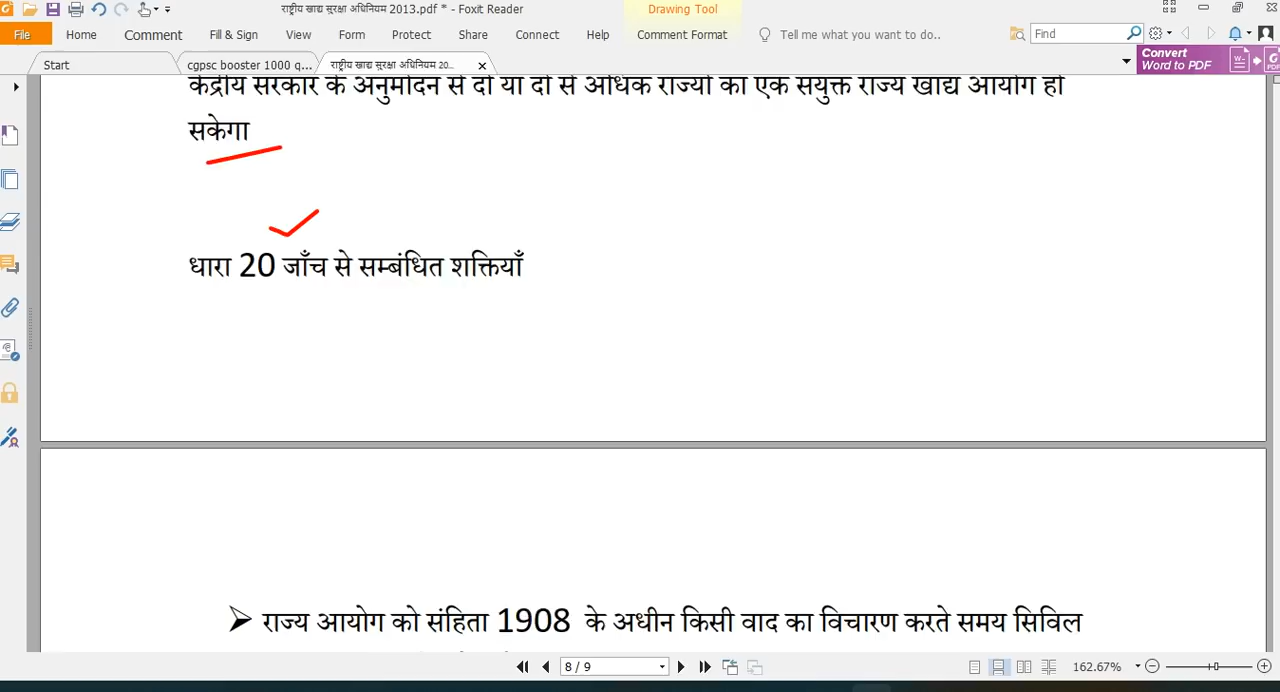 राष्ट्रीय खाद्य सुरक्षा अधिनियम 2013.pdf * - Foxit Reader
Drawing Tool
File Home Comment Fill & Sign View Form Protect Share Connect Help Comment Format Tell me what you want to do.. Find
Start cgpsc booster 1000 q... राष्ट्रीय खाद्य सुरक्षा अधिनियम 20... Convert
Word to PDF
केंद्रीय सरकार के अनुमोदन से दो या दो से अधिक राज्यों का एक संयुक्त राज्य खाद्य आयोग हो
सकेगा
धारा 20 जाँच से सम्बंधित शक्तियाँ
राज्य आयोग को संहिता 1908 के अधीन किसी वाद का विचारण करते समय सिविल
8 / 9 162.67%